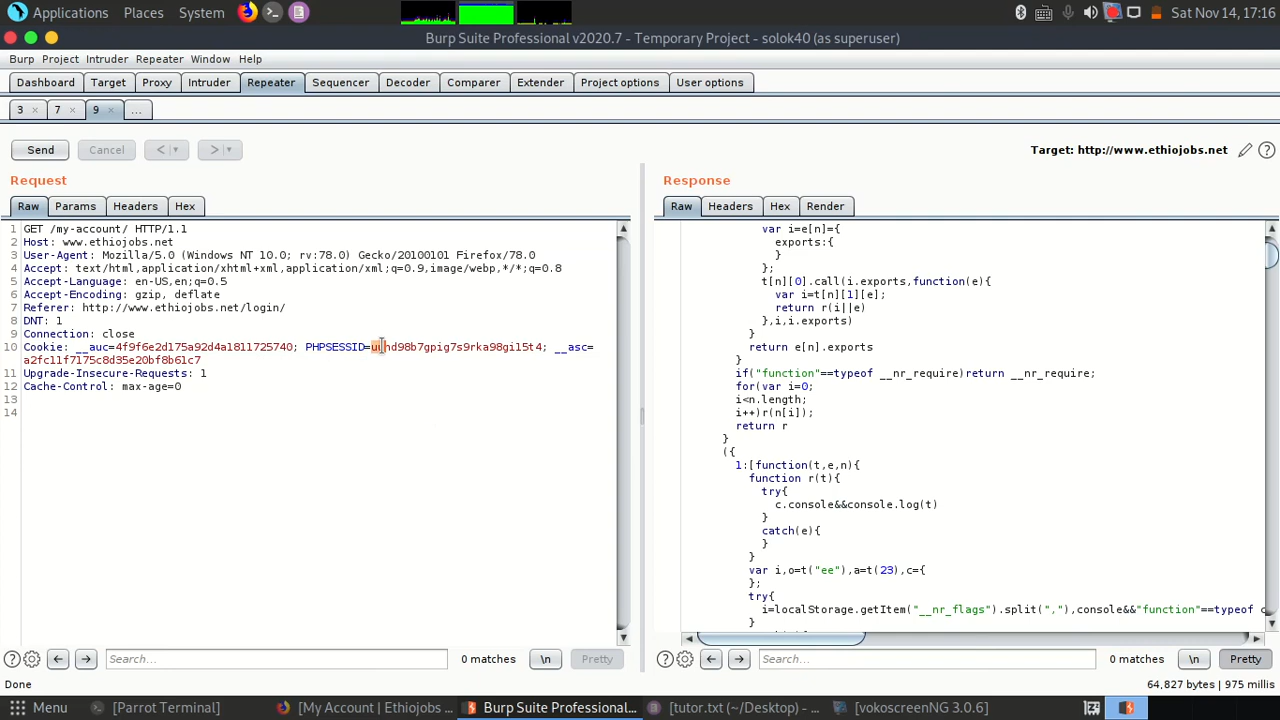 Applications Places System Sat Nov 14, 17:16
Burp Suite Professional v2020.7 - Temporary Project - solok40 (as superuser)
Burp Project Intruder Repeater Window Help
Dashboard Target Proxy Intruder Repeater Sequencer Decoder Comparer Extender Project options User options
3 × 7 × 9 × ...
Send Cancel < > Target: http://www.ethiojobs.net
Request
Raw Params Headers Hex
1 GET /my-account/ HTTP/1.1
2 Host: www.ethiojobs.net
3 User-Agent: Mozilla/5.0 (Windows NT 10.0; rv:78.0) Gecko/20100101 Firefox/78.0
4 Accept: text/html,application/xhtml+xml,application/xml;q=0.9,image/webp,*/*;q=0.8
5 Accept-Language: en-US,en;q=0.5
6 Accept-Encoding: gzip, deflate
7 Referer: http://www.ethiojobs.net/login/
8 DNT: 1
9 Connection: close
10 Cookie: __auc=4f9f6e2d175a92d4a1811725740; PHPSESSID= __asc=
a2fc11f7175c8d35e20bf8b61c7
11 Upgrade-Insecure-Requests: 1
12 Cache-Control: max-age=0
13
14
Search... 0 matches \n Pretty
Response
Raw Headers Hex Render
var i=e[n]={
exports:{
}
};
t[n][0].call(i.exports,function(e){
var i=t[n][1][e];
return r(i||e)
},i,i.exports)
}
return e[n].exports
}
if("function"==typeof __nr_require)return __nr_require;
for(var i=0;
i<n.length;
i++)r(n[i]);
return r
}
({
1:[function(t,e,n){
function r(t){
try{
c.console&&console.log(t)
}
catch(e){
}
}
var i,o=t("ee"),a=t(23),c={
};
try{
i=localStorage.getItem("__nr_flags").split(","),console&&"function"==typeof
}
Search... 0 matches \n Pretty
Done 64,827 bytes | 975 millis
Menu [Parrot Terminal] [My Account | Ethiojobs ... Burp Suite Professional... [tutor.txt (~/Desktop) - ... [vokoscreenNG 3.0.6]